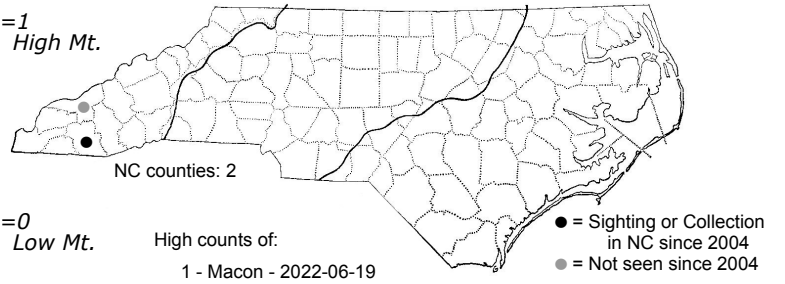 =1
High Mt.
NC counties: 2
=0
Low Mt.
High counts of:
1 - Macon - 2022-06-19
● = Sighting or Collection
in NC since 2004
● = Not seen since 2004